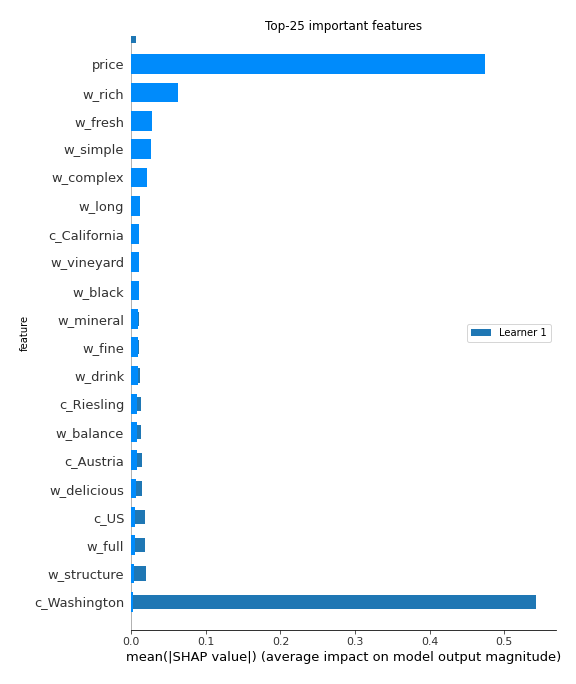 Top-25 important features
price
w_rich
w_fresh
w_simple
w_complex
w_long
c_California
w_vineyard
w_black
w_mineral
w_fine
w_drink
c_Riesling
w_balance
c_Austria
w_delicious
c_US
w_full
w_structure
c_Washington
feature
Learner 1
0.0 0.1 0.2 0.3 0.4 0.5
mean(|SHAP value|) (average impact on model output magnitude)